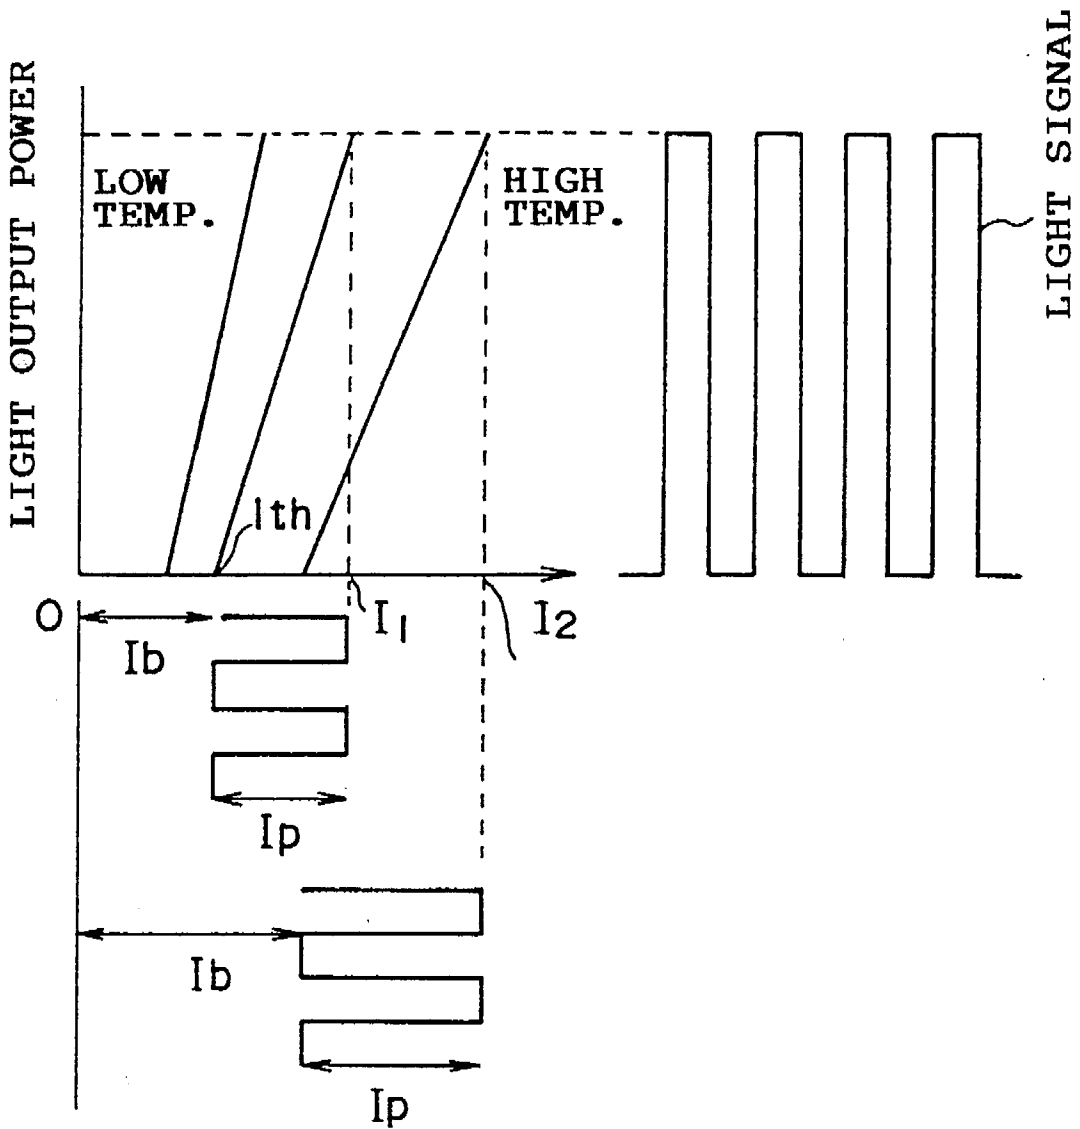 LIGHT OUTPUT POWER
LOW
TEMP.
HIGH
TEMP.
LIGHT SIGNAL
Ith
O
I1
I2
Ib
Ip
Ib
Ip